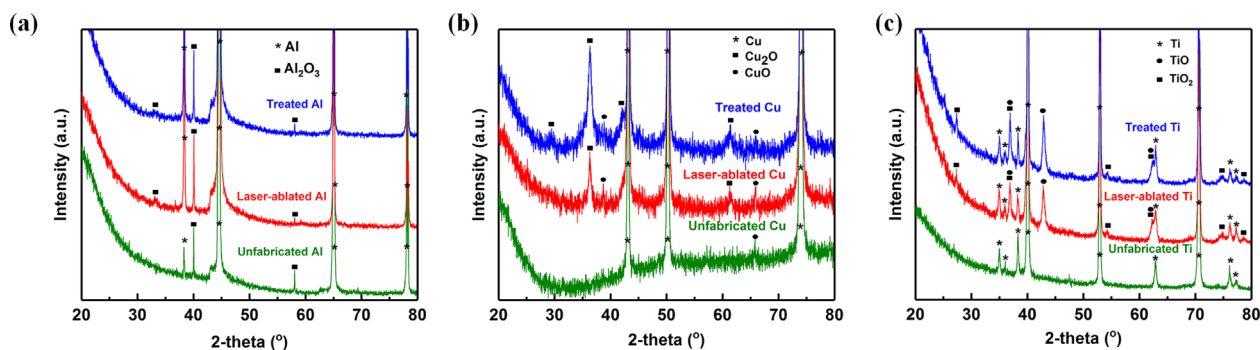 (a)
Intensity (a.u.)
* Al
■ Al2O3
Treated Al
Laser-ablated Al
Unfabricated Al
20 30 40 50 60 70 80
2-theta (o)
(b)
Intensity (a.u.)
* Cu
■ Cu2O
● CuO
Treated Cu
Laser-ablated Cu
Unfabricated Cu
20 30 40 50 60 70 80
2-theta (o)
(c)
Intensity (a.u.)
* Ti
● TiO
■ TiO2
Treated Ti
Laser-ablated Ti
Unfabricated Ti
20 30 40 50 60 70 80
2-theta (o)